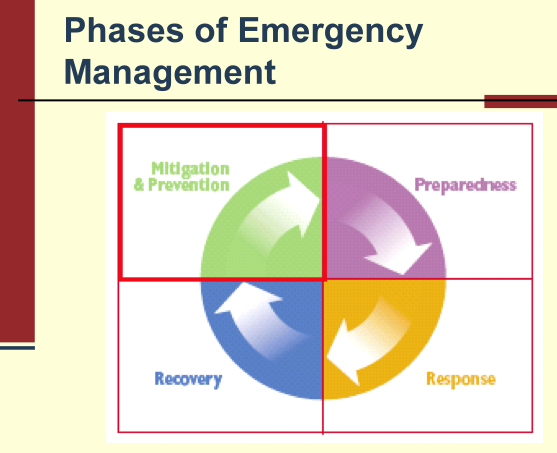 Phases of Emergency
Management
Mitigation
& Prevention
Preparedness
Recovery
Response